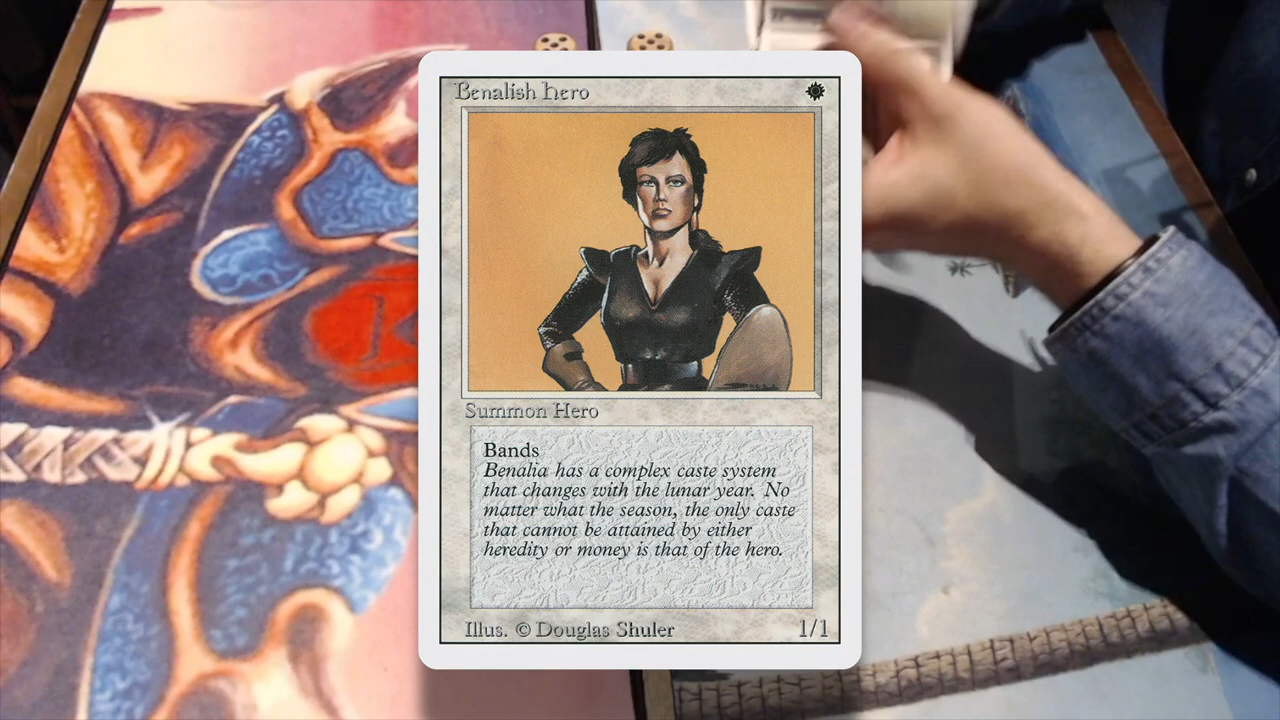 Benalish Hero
Summon Hero
Bands
Benalia has a complex caste system
that changes with the lunar year. No
matter what the season, the only caste
that cannot be attained by either
heredity or money is that of the hero.
Illus. © Douglas Shuler 1/1